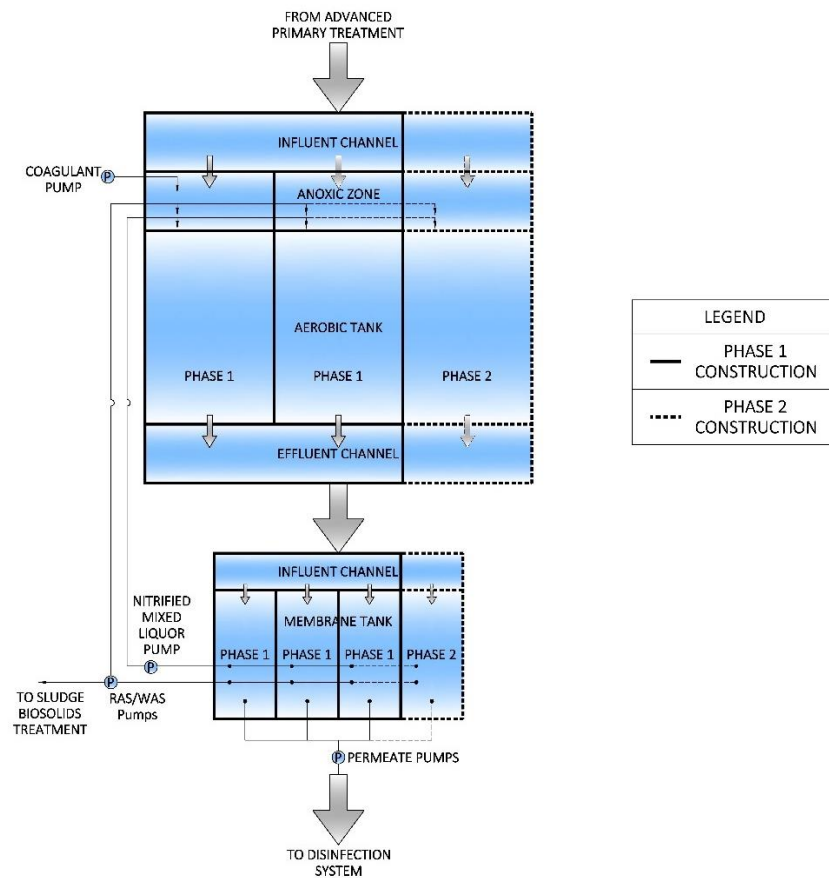 FROM ADVANCED
PRIMARY TREATMENT
INFLUENT CHANNEL
COAGULANT
PUMP
P
ANOXIC ZONE
AEROBIC TANK
PHASE 1
PHASE 1
PHASE 2
EFFLUENT CHANNEL
LEGEND
PHASE 1
CONSTRUCTION
PHASE 2
CONSTRUCTION
INFLUENT CHANNEL
NITRIFIED
MIXED
LIQUOR
PUMP
P
MEMBRANE TANK
PHASE 1
PHASE 1
PHASE 1
PHASE 2
P
TO SLUDGE
BIOSOLIDS
TREATMENT
RAS/WAS
Pumps
P
PERMEATE PUMPS
TO DISINFECTION
SYSTEM